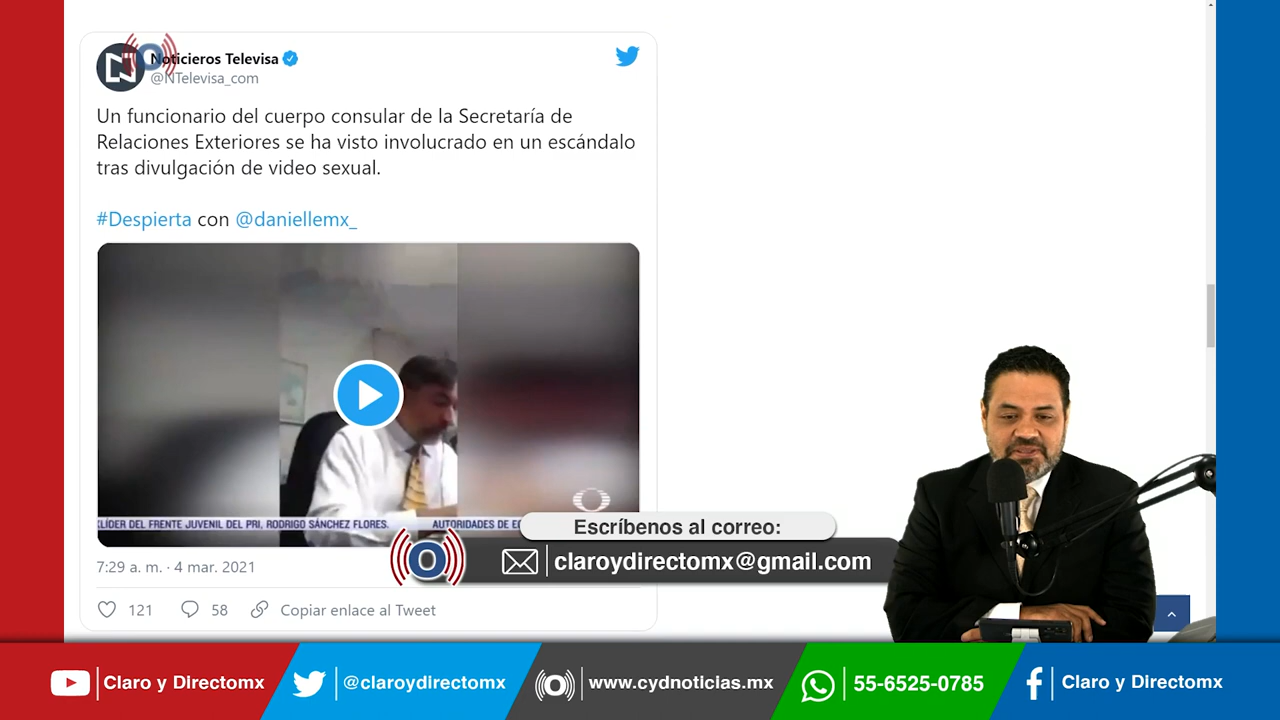 Noticieros Televisa
@NTelevisa_com
Un funcionario del cuerpo consular de la Secretaría de
Relaciones Exteriores se ha visto involucrado en un escándalo
tras divulgación de video sexual.
#Despierta con @daniellemx_
XLÍDER DEL FRENTE JUVENIL DEL PRI, RODRIGO SÁNCHEZ FLORES. AUTORIDADES DE
7:29 a. m. · 4 mar. 2021
121 58 Copiar enlace al Tweet
Escríbenos al correo:
claroydirectomx@gmail.com
Claro y Directomx
@claroydirectomx
www.cydnoticias.mx
55-6525-0785
Claro y Directomx